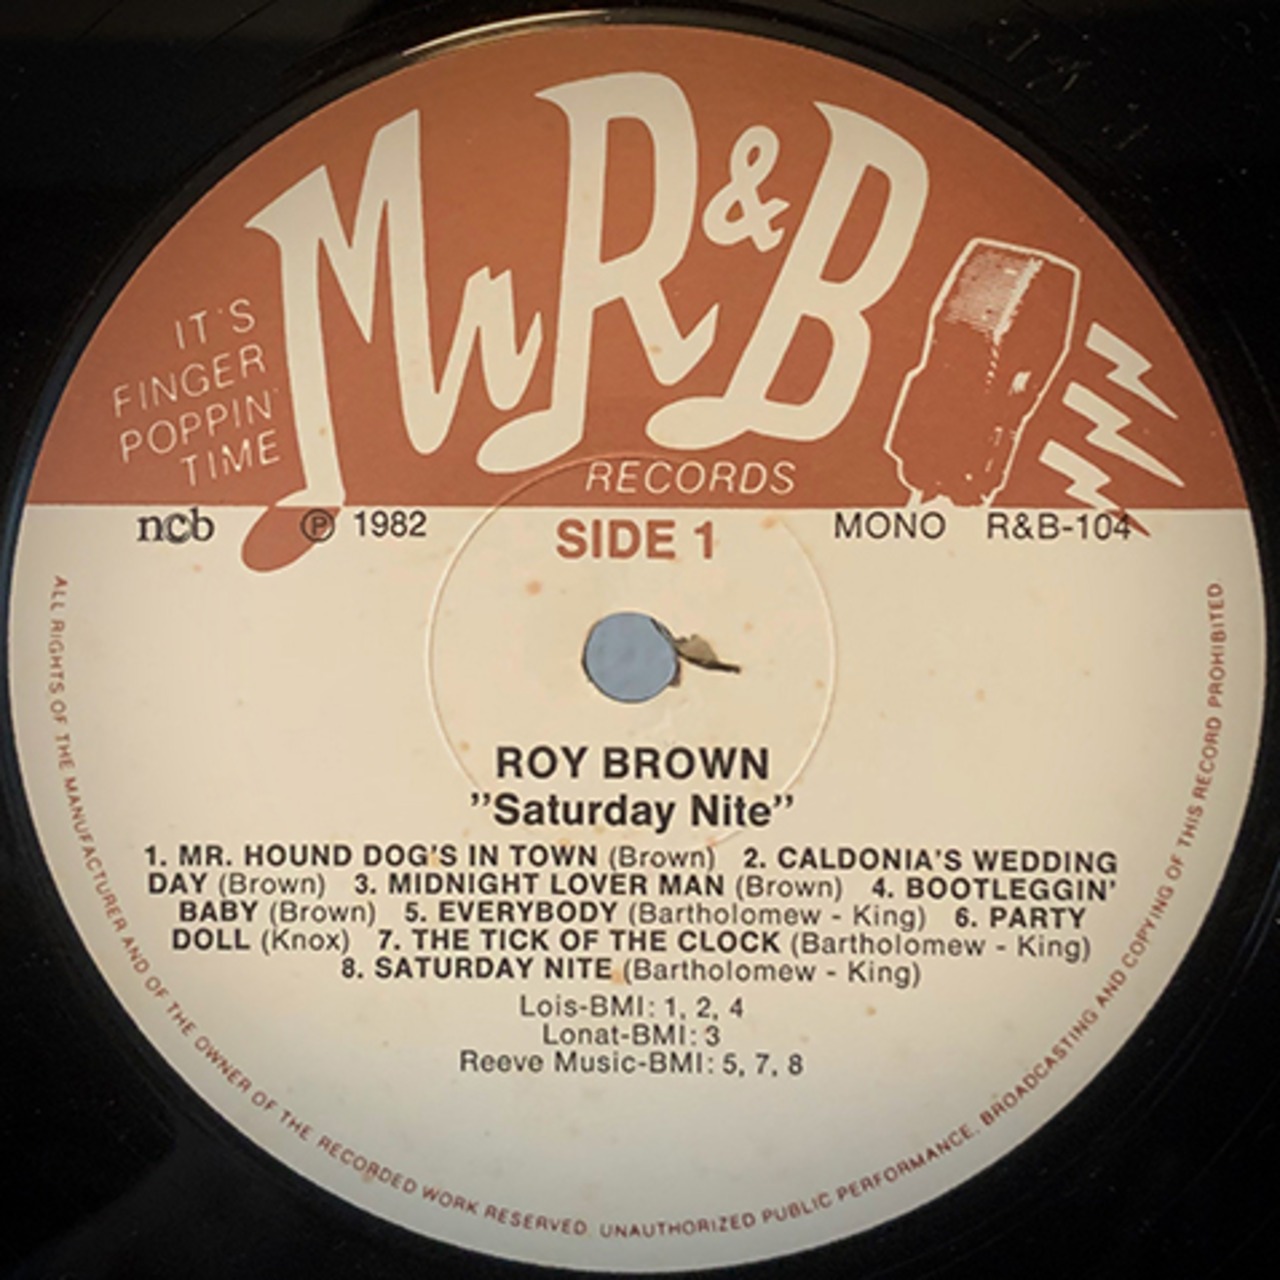 Mr R&B
IT'S
FINGER
POPPIN'
TIME
RECORDS
ncb ℗ 1982 SIDE 1 MONO R&B-104
ROY BROWN
”Saturday Nite”
1. MR. HOUND DOG'S IN TOWN (Brown) 2. CALDONIA'S WEDDING
DAY (Brown) 3. MIDNIGHT LOVER MAN (Brown) 4. BOOTLEGGIN'
BABY (Brown) 5. EVERYBODY (Bartholomew - King) 6. PARTY
DOLL (Knox) 7. THE TICK OF THE CLOCK (Bartholomew - King)
8. SATURDAY NITE (Bartholomew - King)
Lois-BMI: 1, 2, 4
Lonat-BMI: 3
Reeve Music-BMI: 5, 7, 8
ALL RIGHTS OF THE MANUFACTURER AND OF THE OWNER OF THE RECORDED WORK RESERVED. UNAUTHORIZED PUBLIC PERFORMANCE, BROADCASTING AND COPYING OF THIS RECORD PROHIBITED